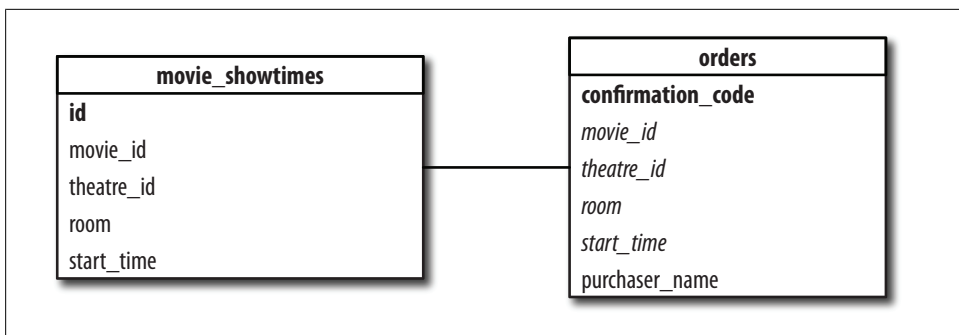 movie_showtimes
id
movie_id
theatre_id
room
start_time
orders
confirmation_code
movie_id
theatre_id
room
start_time
purchaser_name